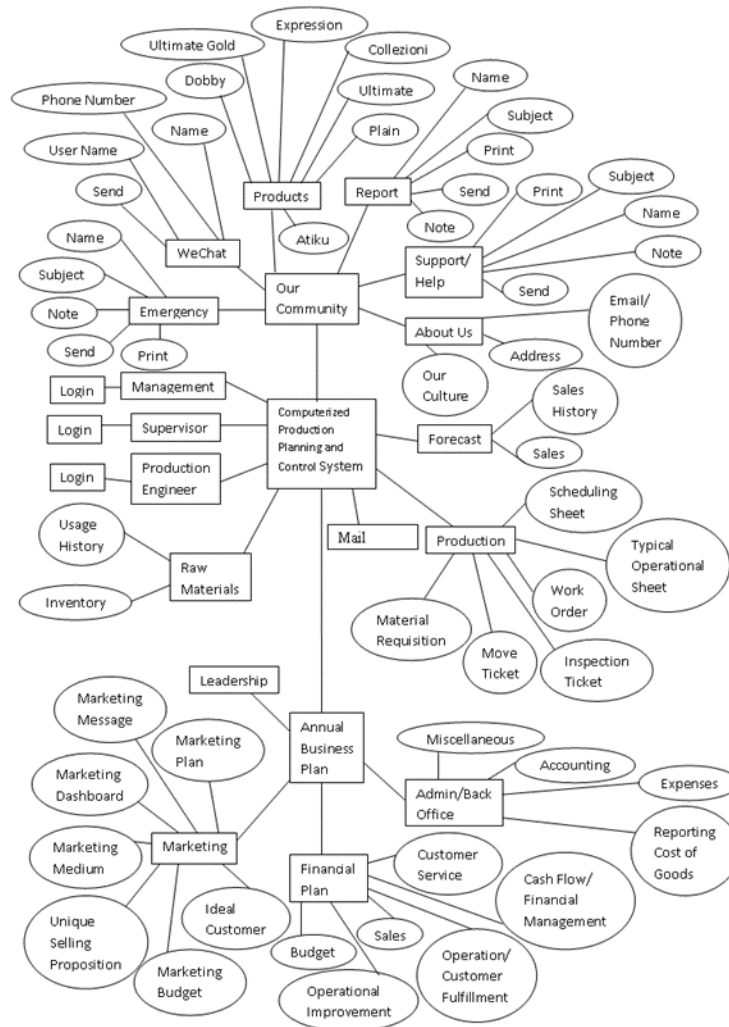 Expression
Ultimate Gold
Collezioni
Name
Dobby
Ultimate
Phone Number
Subject
Name
Plain
User Name
Print
Subject
Send
Products
Report
Send
Print
Name
Name
Atiku
Note
WeChat
Support/
Help
Note
Subject
Our
Community
Send
Email/
Phone
Number
Note
Emergency
About Us
Send
Print
Address
Our
Culture
Login
Management
Sales
History
Computerized
Production
Planning and
Control System
Login
Supervisor
Forecast
Sales
Login
Production
Engineer
Scheduling
Sheet
Usage
History
Mail
Production
Typical
Operational
Sheet
Raw
Materials
Work
Order
Inventory
Material
Requisition
Move
Ticket
Inspection
Ticket
Leadership
Marketing
Message
Annual
Business
Plan
Miscellaneous
Marketing
Plan
Accounting
Marketing
Dashboard
Expenses
Admin/Back
Office
Marketing
Reporting
Cost of
Goods
Marketing
Medium
Financial
Plan
Customer
Service
Cash Flow/
Financial
Management
Ideal
Customer
Unique
Selling
Proposition
Sales
Budget
Marketing
Budget
Operation/
Customer
Fulfillment
Operational
Improvement